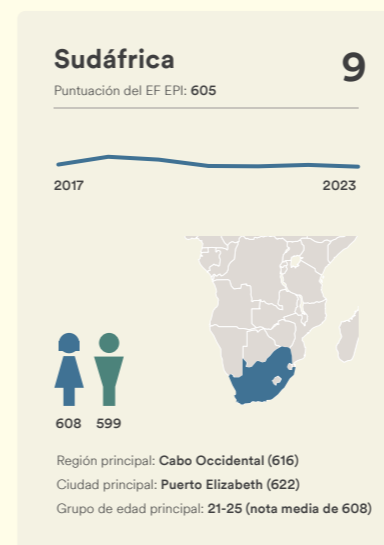 Sudáfrica 9
Puntuación del EF EPI: 605
2017 2023
608 599
Región principal: Cabo Occidental (616)
Ciudad principal: Puerto Elizabeth (622)
Grupo de edad principal: 21-25 (nota media de 608)